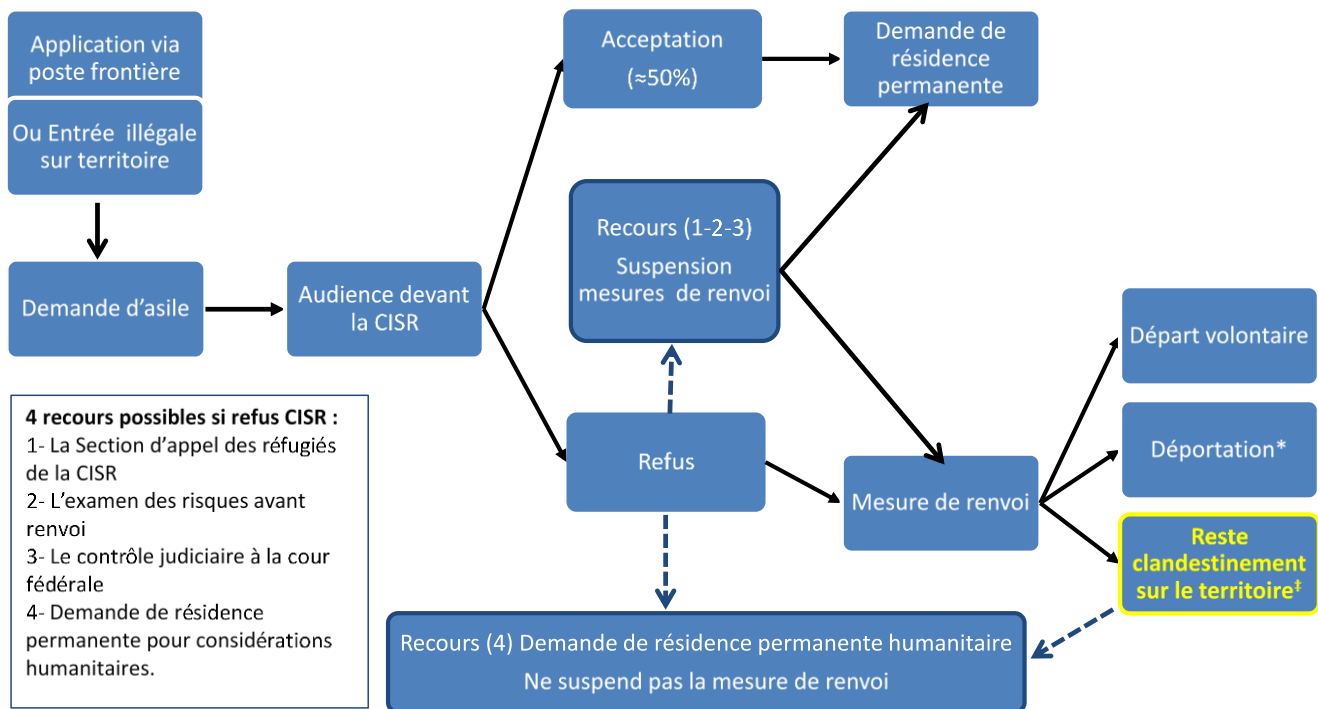 Application via
poste frontière
Ou Entrée illégale
sur territoire
Demande d'asile
Audience devant
la CISR
Acceptation
(≈50%)
Demande de
résidence
permanente
Recours (1-2-3)
Suspension
mesures de renvoi
Refus
Mesure de renvoi
Départ volontaire
Déportation*
Reste
clandestinement
sur le territoire‡
Recours (4) Demande de résidence permanente humanitaire
Ne suspend pas la mesure de renvoi
4 recours possibles si refus CISR :
1- La Section d'appel des réfugiés
de la CISR
2- L'examen des risques avant
renvoi
3- Le contrôle judiciaire à la cour
fédérale
4- Demande de résidence
permanente pour considérations
humanitaires.